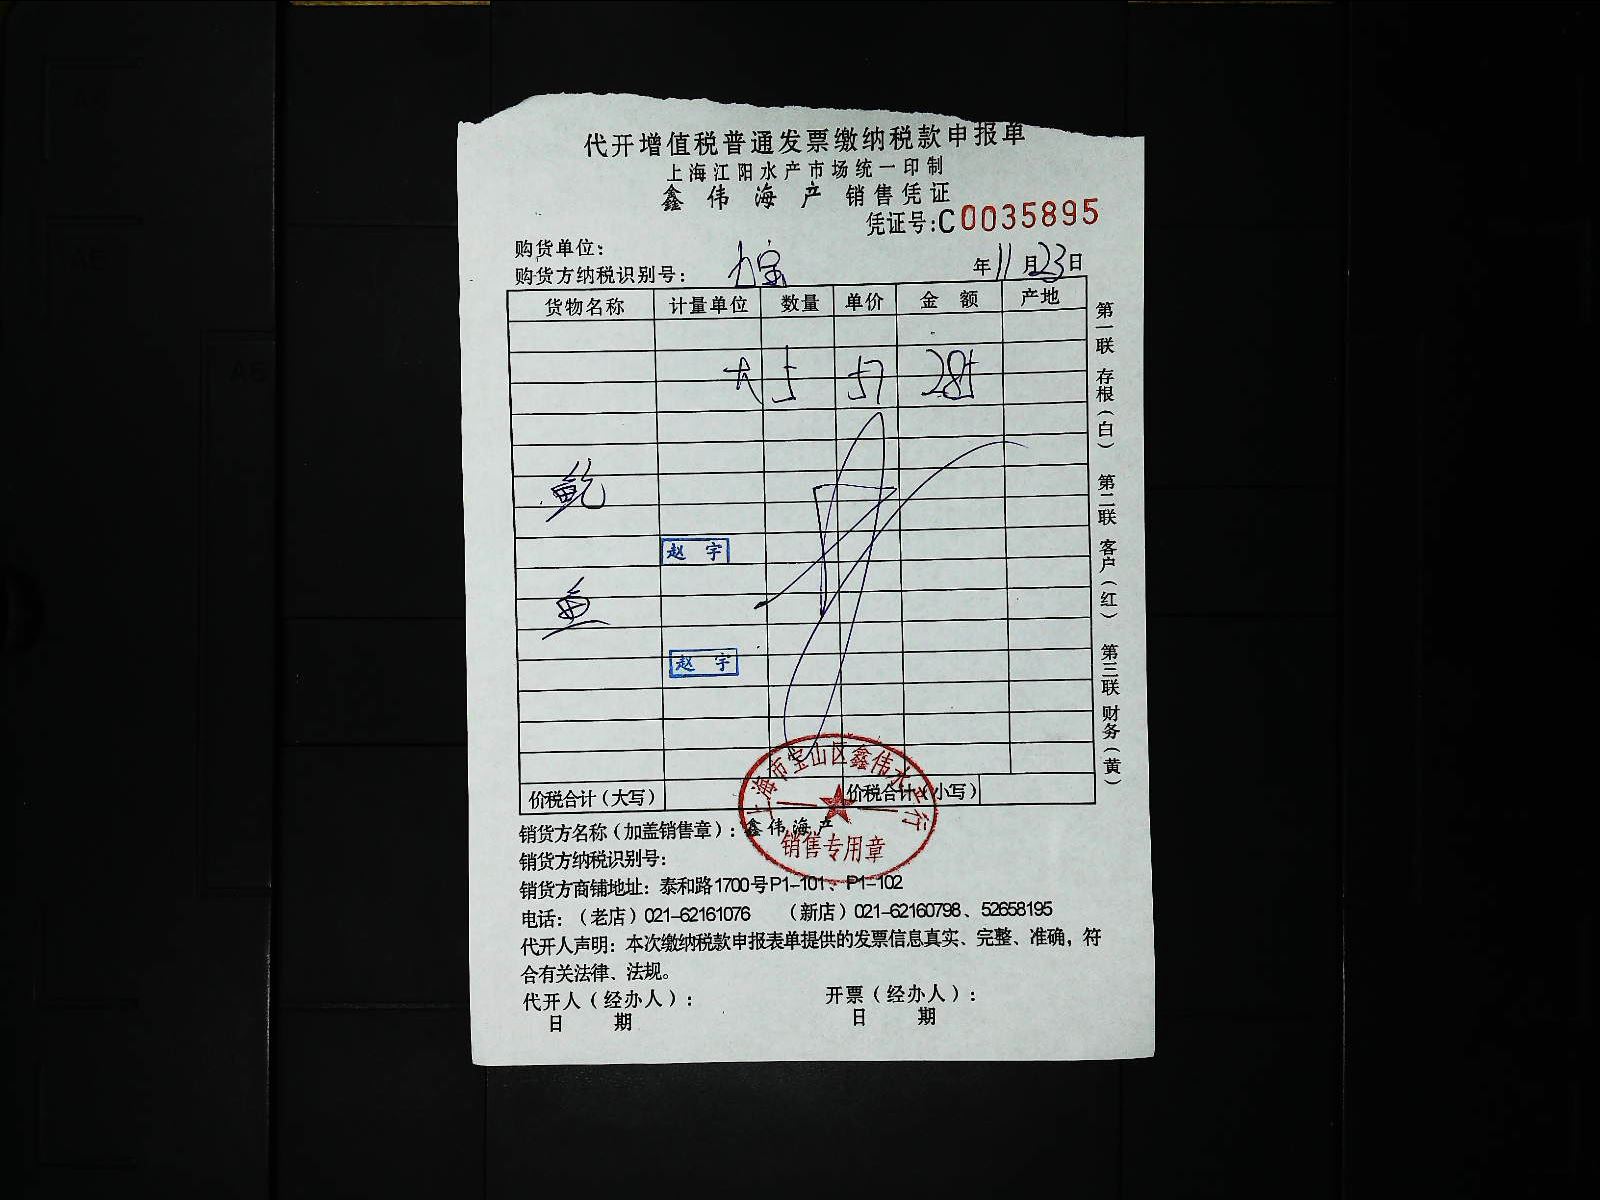 代开增值税普通发票缴纳税款申报单
上海江阳水产市场统一印制
鑫伟海产 销售凭证
凭证号:C0035895
购货单位:
购货方纳税识别号:
年11月23日
货物名称 计量单位 数量 单价 金额 产地
大 5 57 285
鲍
赵宇
鱼
赵宇
价税合计(大写) 价税合计(小写)
上海市宝山区鑫伟水产行
销售专用章
销货方名称(加盖销售章):鑫伟海产
销货方纳税识别号:
销货方商铺地址:泰和路1700号P1-101、P1-102
电话:(老店)021-62161076 (新店)021-62160798、52658195
代开人声明:本次缴纳税款申报表单提供的发票信息真实、完整、准确,符
合有关法律、法规。
代开人(经办人): 开票(经办人):
日期 日期
第一联 存根(白) 第二联 客户(红) 第三联 财务(黄)
A5